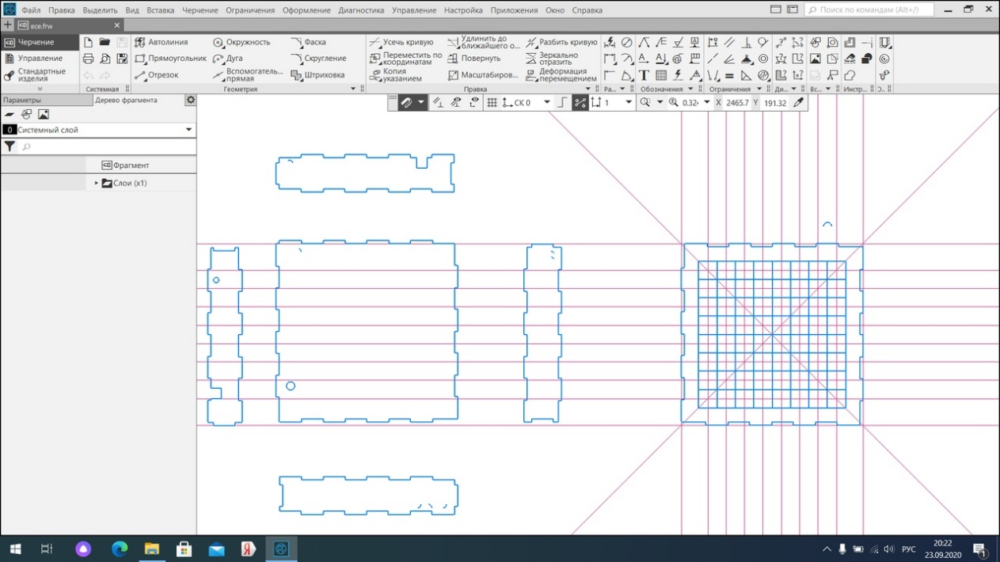 Файл Правка Выделить Вид Вставка Черчение Ограничения Оформление Диагностика Управление Настройка Приложения Окно Справка Поиск по командам (Alt+/)
все.frw
Черчение
Управление
Стандартные
изделия
Автолиния
Прямоугольник
Отрезок
Окружность
Дуга
Вспомогатель...
прямая
Фаска
Скругление
Штриховка
Усечь кривую
Переместить по
координатам
Копия
указанием
Удлинить до
ближайшего о...
Повернуть
Масштабиров...
Разбить кривую
Зеркально
отразить
Деформация
перемещением
Системная Геометрия Правка Ра... Обозначения Ограничения Ди... Вс... Инстр...
Параметры Дерево фрагмента
СК 0 1 0.324 X 2465.7 Y 191.32
0 Системный слой
Фрагмент
Слои (x1)
РУС
20:22
23.09.2020
1